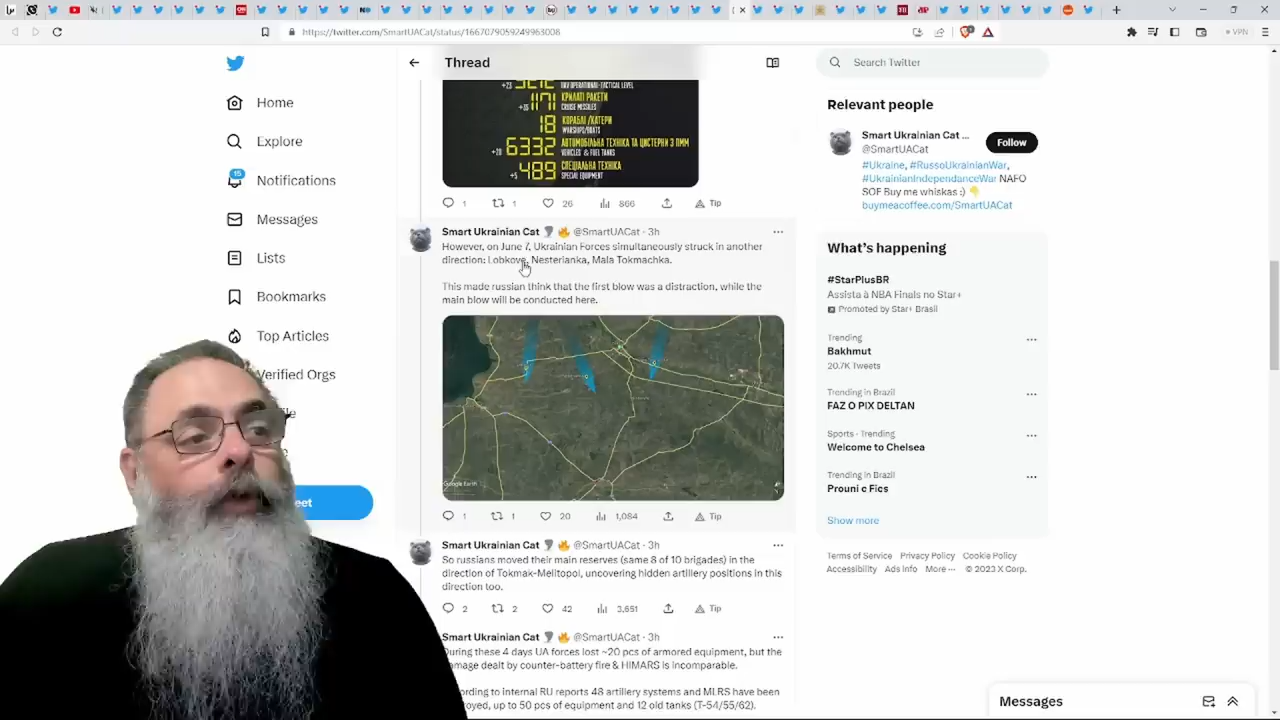 https://twitter.com/SmartUACat/status/1667079059249963008
VPN
Thread
Home
Explore
15
Notifications
Messages
Lists
Bookmarks
Top Articles
Verified Orgs
КРИЛАТІ РАКЕТИ
1171
CRUISE MISSILES
18
КОРАБЛІ /КАТЕРИ
WARSHIPS/BOATS
+20 6332
АВТОМОБІЛЬНА ТЕХНІКА ТА ЦИСТЕРНИ З ПММ
VEHICLES & FUEL TANKS
+5 489
СПЕЦІАЛЬНА ТЕХНІКА
SPECIAL EQUIPMENT
1 1 26 866 Tip
Smart Ukrainian Cat @SmartUACat · 3h
However, on June 7, Ukrainian Forces simultaneously struck in another
direction: Lobkove, Nesterianka, Mala Tokmachka.
This made russian think that the first blow was a distraction, while the
main blow will be conducted here.
Google Earth
1 1 20 1,084 Tip
Smart Ukrainian Cat @SmartUACat · 3h
So russians moved their main reserves (same 8 of 10 brigades) in the
direction of Tokmak-Melitopol, uncovering hidden artillery positions in this
direction too.
2 2 42 3,651 Tip
Smart Ukrainian Cat @SmartUACat · 3h
During these 4 days UA forces lost ~20 pcs of armored equipment, but the
mage dealt by counter-battery fire & HIMARS is incomparable.
ording to internal RU reports 48 artillery systems and MLRS have been
oyed, up to 50 pcs of equipment and 12 old tanks (T-54/55/62).
Search Twitter
Relevant people
Smart Ukrainian Cat ...
@SmartUACat
Follow
#Ukraine, #RussoUkrainianWar,
#UkrainianIndependanceWar NAFO
SOF Buy me whiskas :)
buymeacoffee.com/SmartUACat
What's happening
#StarPlusBR
Assista à NBA Finals no Star+
Promoted by Star+ Brasil
Trending
Bakhmut
20.7K Tweets
Trending in Brazil
FAZ O PIX DELTAN
Sports · Trending
Welcome to Chelsea
Trending in Brazil
Prouni e Fies
Show more
Terms of Service Privacy Policy Cookie Policy
Accessibility Ads info More ··· © 2023 X Corp.
Messages